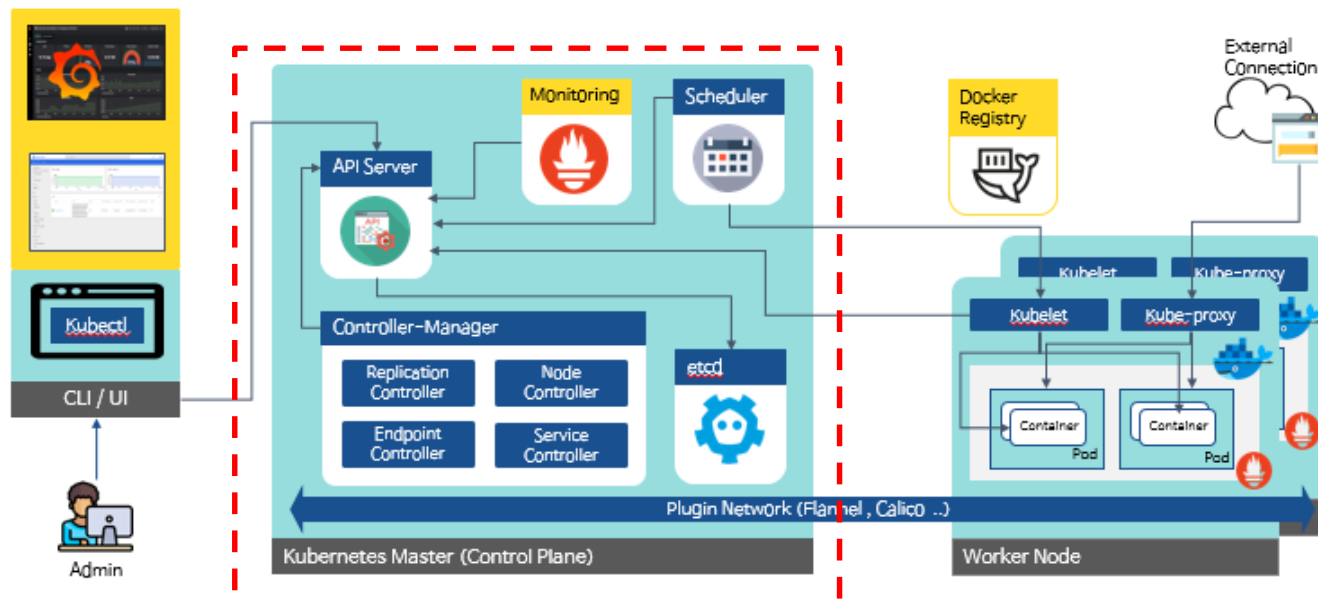 External
Connection
Monitoring
Scheduler
Docker
Registry
API Server
API
Kubelet
Kube-proxy
Kubectl
Controller-Manager
Kubelet
Kube-proxy
Replication
Controller
Node
Controller
etcd
CLI / UI
Endpoint
Controller
Service
Controller
Container
Pod
Container
Pod
Plugin Network (Flannel , Calico ..)
Kubernetes Master (Control Plane)
Worker Node
Admin